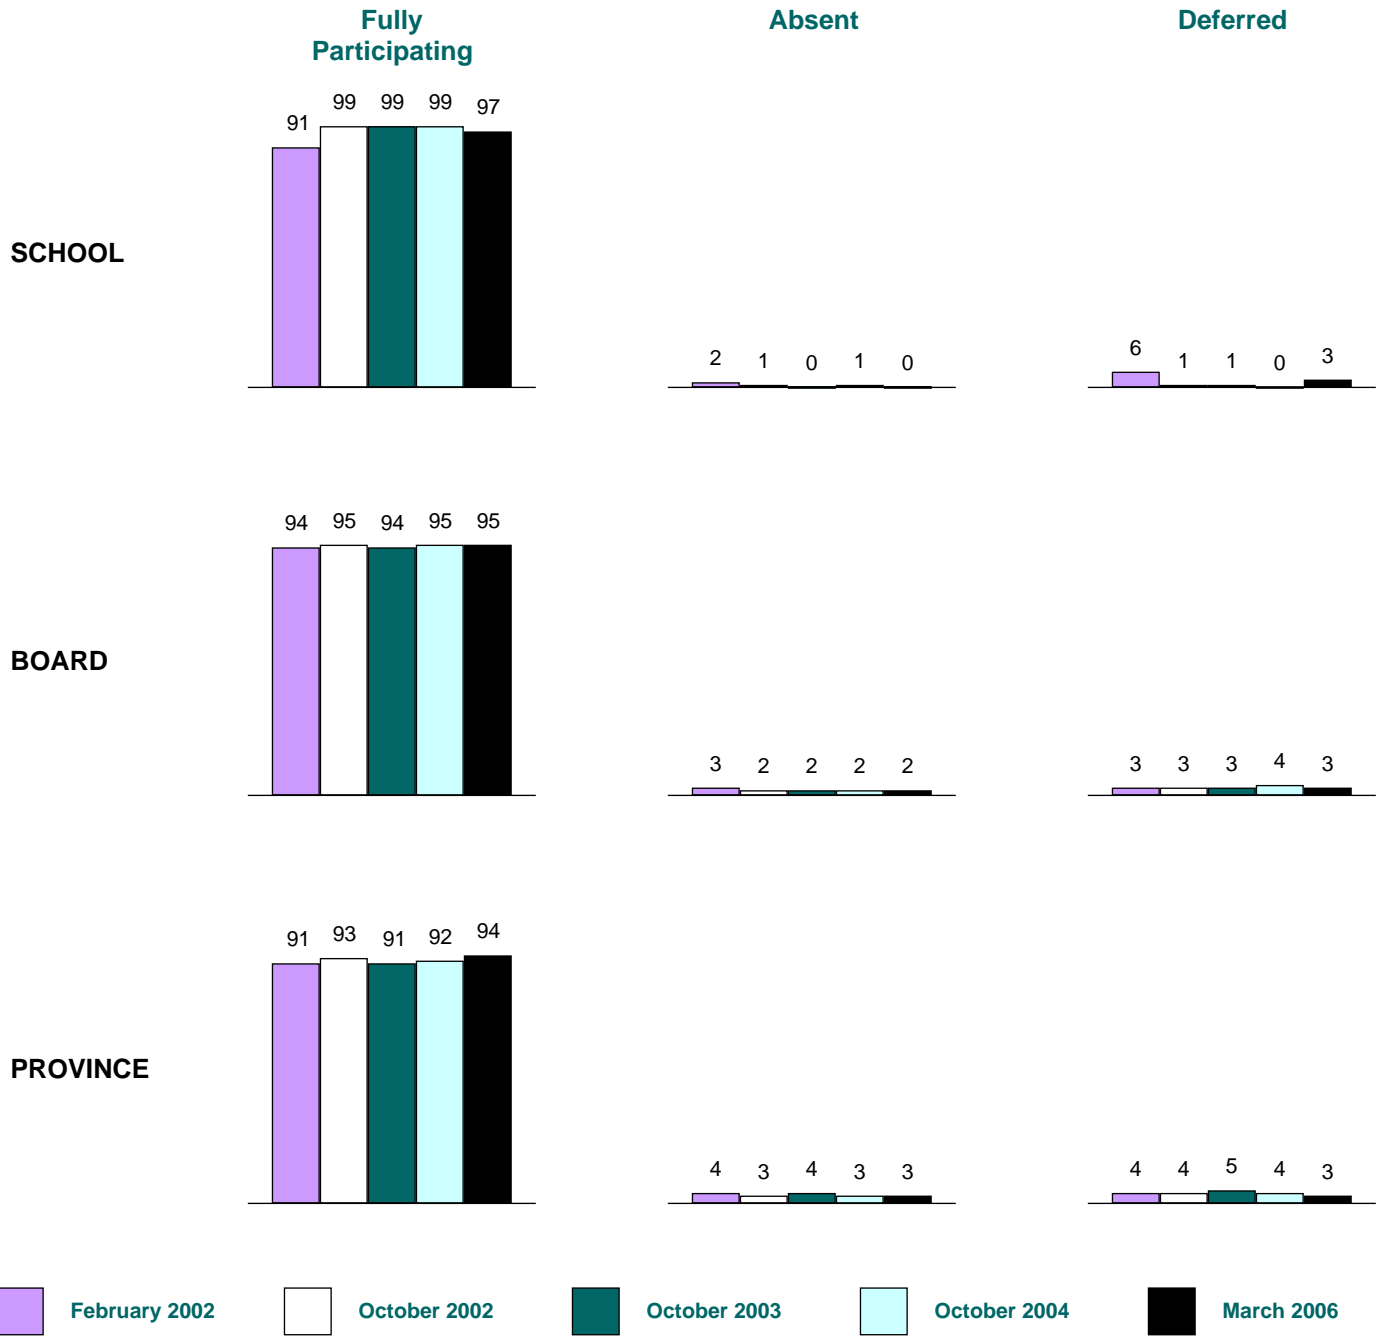 Fully
Participating
Absent
Deferred
91 99 99 99 97
SCHOOL
2 1 0 1 0
6 1 1 0 3
94 95 94 95 95
BOARD
3 2 2 2 2
3 3 3 4 3
91 93 91 92 94
PROVINCE
4 3 4 3 3
4 4 5 4 3
February 2002
October 2002
October 2003
October 2004
March 2006